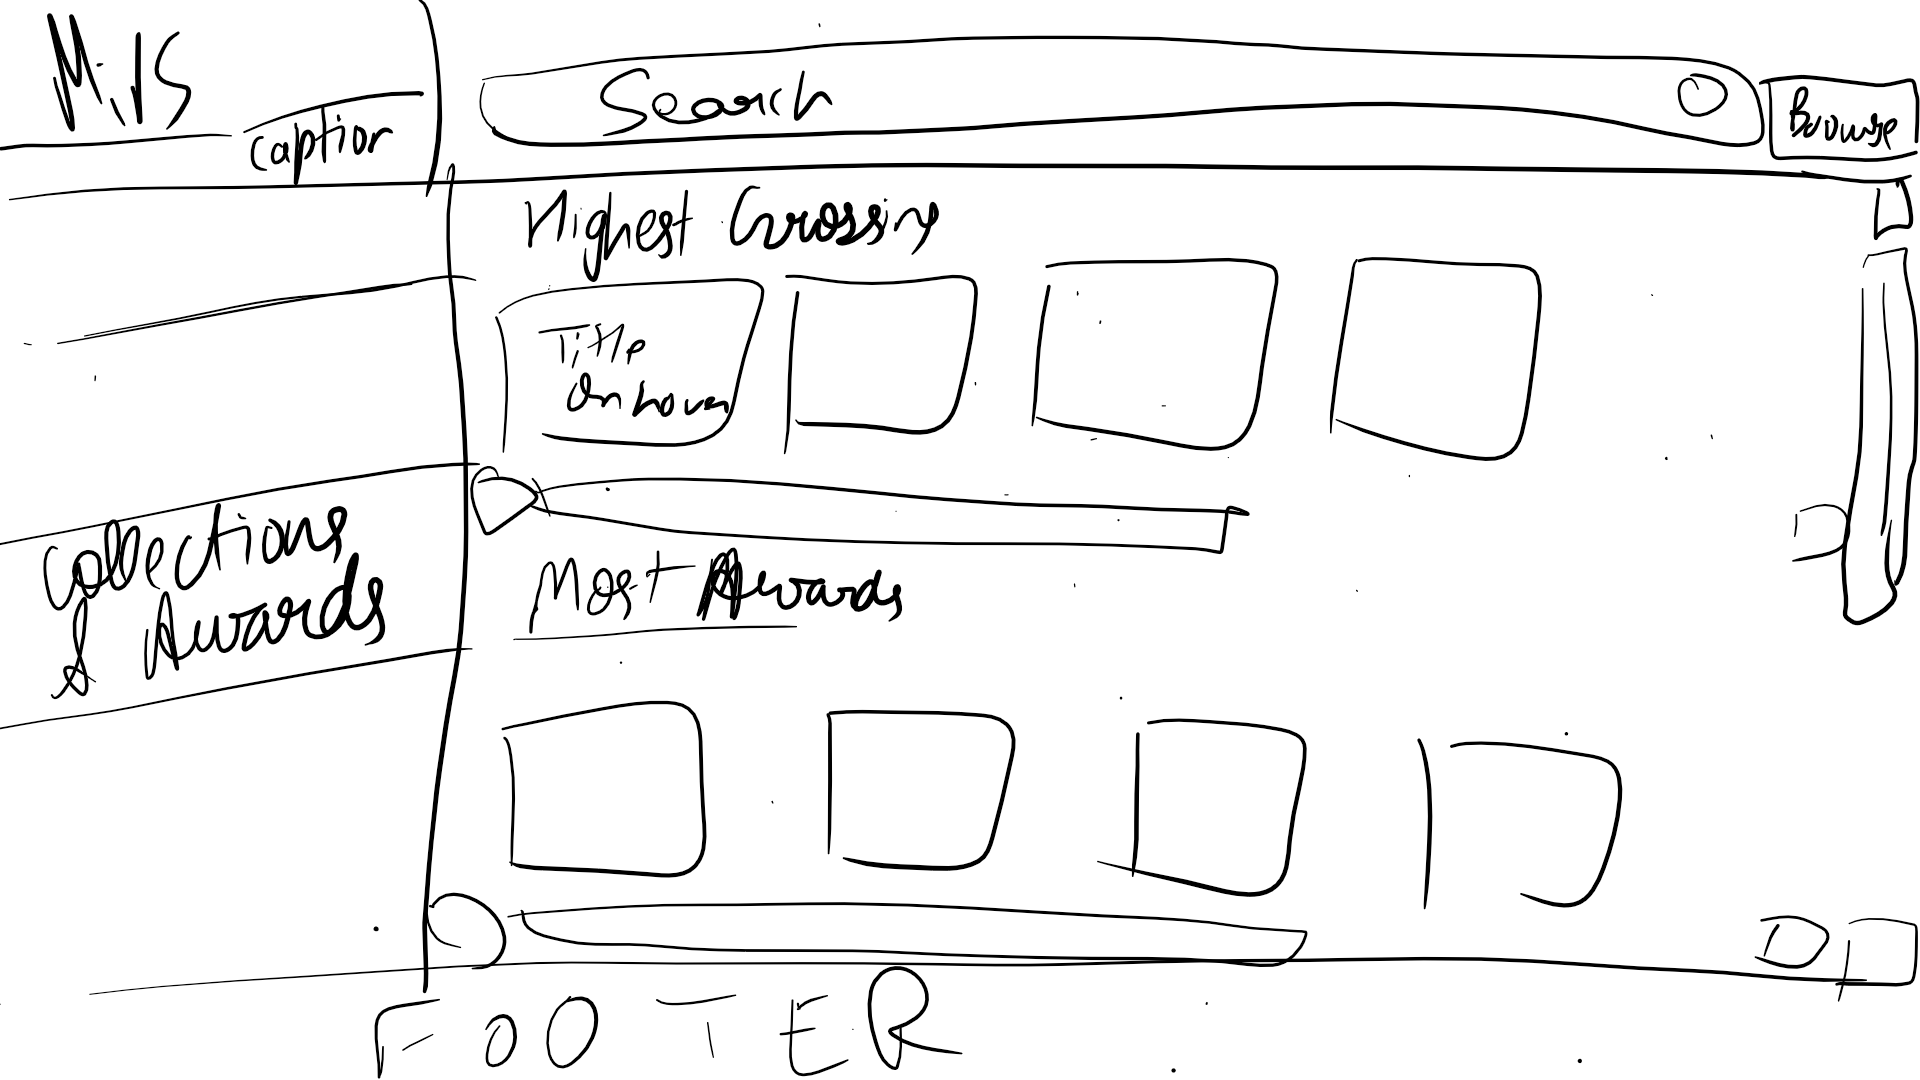 caption
Search
Browse
Highest Grossing
Title
On hover
Collections
& Awards
Most Awards
FOOTER